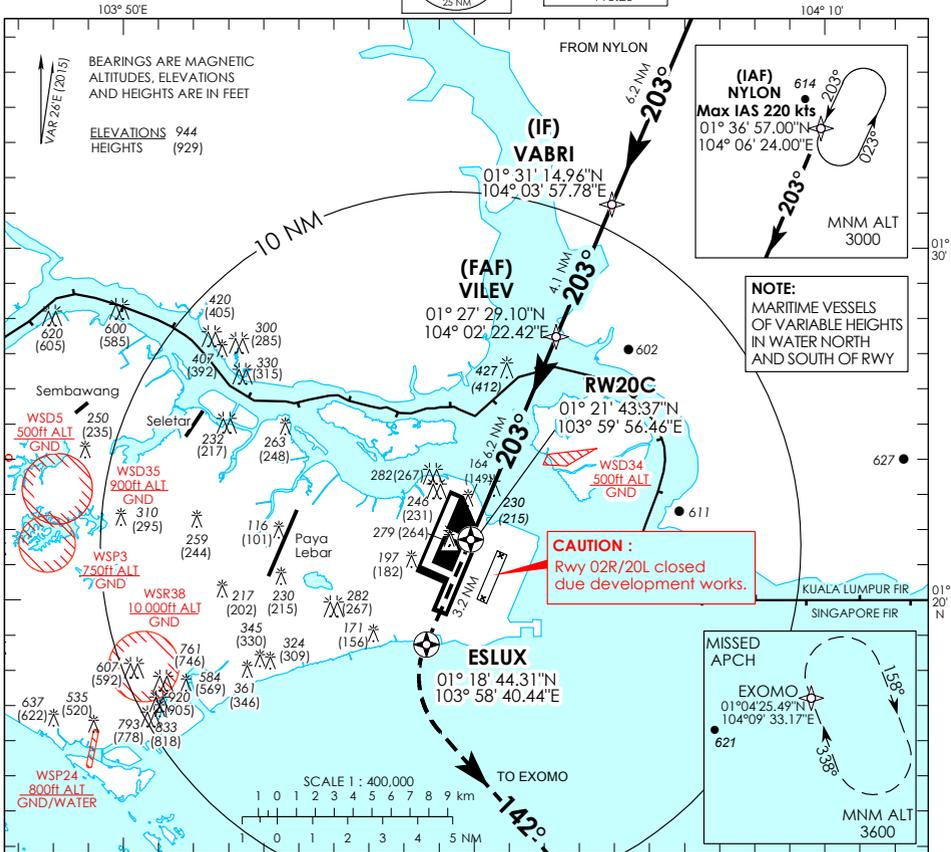 25 NM
103° 50'E
104° 10'
VAR 26'E (2015)
BEARINGS ARE MAGNETIC
ALTITUDES, ELEVATIONS
AND HEIGHTS ARE IN FEET
ELEVATIONS 944
HEIGHTS (929)
FROM NYLON
6.2 NM
203°
(IAF)
NYLON
Max IAS 220 kts
01° 36' 57.00"N
104° 06' 24.00"E
614
203°
023°
203°
MNM ALT
3000
(IF)
VABRI
01° 31' 14.96"N
104° 03' 57.78"E
10 NM
01°
30'
4.1 NM
203°
(FAF)
VILEV
01° 27' 29.10"N
104° 02' 22.42"E
NOTE:
MARITIME VESSELS
OF VARIABLE HEIGHTS
IN WATER NORTH
AND SOUTH OF RWY
620
(605)
600
(585)
420
(405)
300
(285)
407
(392)
330
(315)
427
(412)
602
RW20C
01° 21' 43.37"N
103° 59' 56.46"E
Sembawang
Seletar
WSD5
500ft ALT
GND
250
(235)
232
(217)
263
(248)
6.2 NM
203°
WSD35
900ft ALT
GND
282(267)
164
(149)
WSD34
500ft ALT
GND
627
310
(295)
259
(244)
246
(231)
230
(215)
611
116
(101)
279 (264)
Paya
Lebar
197
(182)
CAUTION :
Rwy 02R/20L closed
due development works.
WSP3
750ft ALT
GND
WSR38
10 000ft ALT
GND
217
(202)
230
(215)
282
(267)
3.2 NM
KUALA LUMPUR FIR
01°
20'
N
SINGAPORE FIR
345
(330)
324
(309)
171
(156)
761
(746)
607
(592)
584
(569)
361
(346)
920
(905)
637
(622)
535
(520)
793
(778)
833
(818)
ESLUX
01° 18' 44.31"N
103° 58' 40.44"E
MISSED
APCH
EXOMO
01°04'25.49"N
104°09' 33.17"E
158°
338°
621
MNM ALT
3600
WSP24
800ft ALT
GND/WATER
SCALE 1 : 400,000
1 0 1 2 3 4 5 6 7 8 9 km
1 0 1 2 3 4 5 NM
TO EXOMO
142°